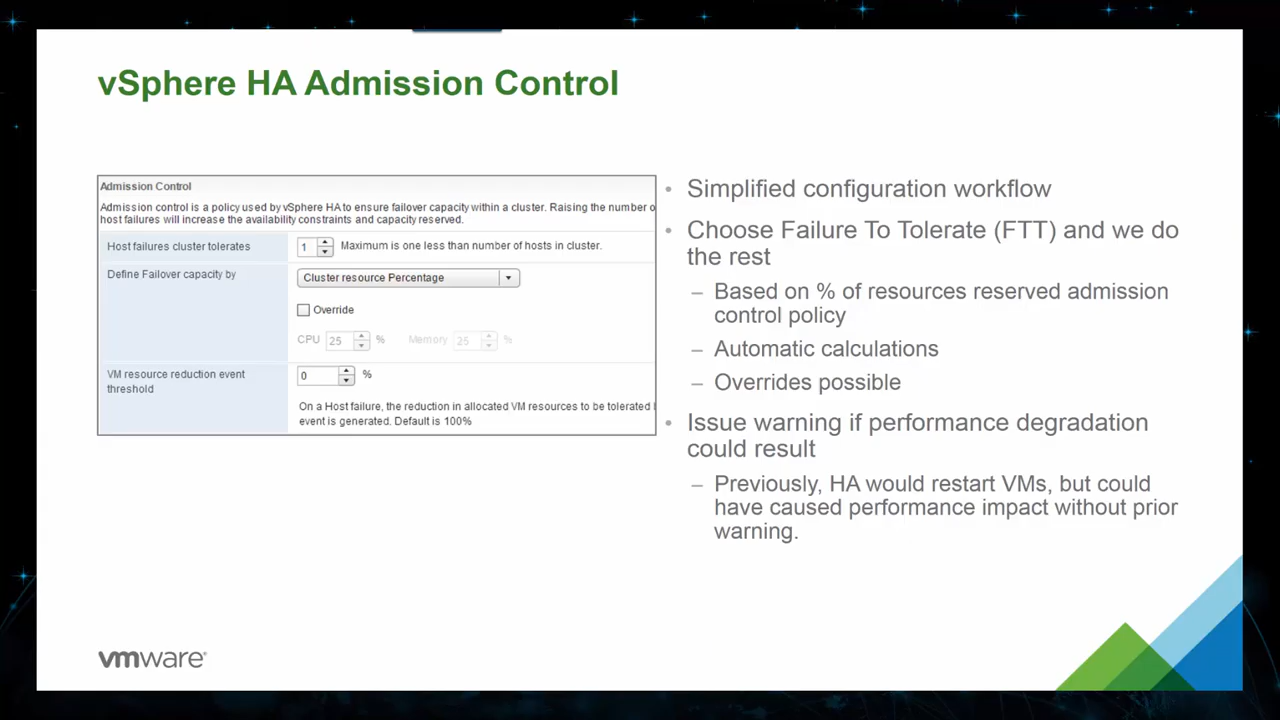 vSphere HA Admission Control
Admission Control
Admission control is a policy used by vSphere HA to ensure failover capacity within a cluster. Raising the number o
host failures will increase the availability constraints and capacity reserved.
Host failures cluster tolerates
1
Maximum is one less than number of hosts in cluster.
Define Failover capacity by
Cluster resource Percentage
Override
CPU 25 % Memory 25 %
VM resource reduction event
threshold
0 %
On a Host failure, the reduction in allocated VM resources to be tolerated
event is generated. Default is 100%
• Simplified configuration workflow
• Choose Failure To Tolerate (FTT) and we do
the rest
– Based on % of resources reserved admission
control policy
– Automatic calculations
– Overrides possible
• Issue warning if performance degradation
could result
– Previously, HA would restart VMs, but could
have caused performance impact without prior
warning.
vmware®